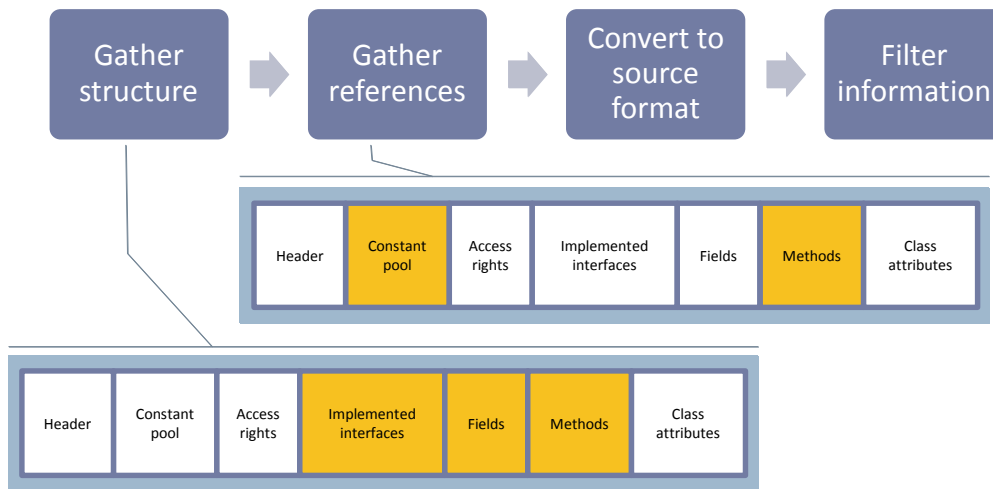 Gather
structure
Gather
references
Convert to
source
format
Filter
information
Header
Constant
pool
Access
rights
Implemented
interfaces
Fields
Methods
Class
attributes
Header
Constant
pool
Access
rights
Implemented
interfaces
Fields
Methods
Class
attributes